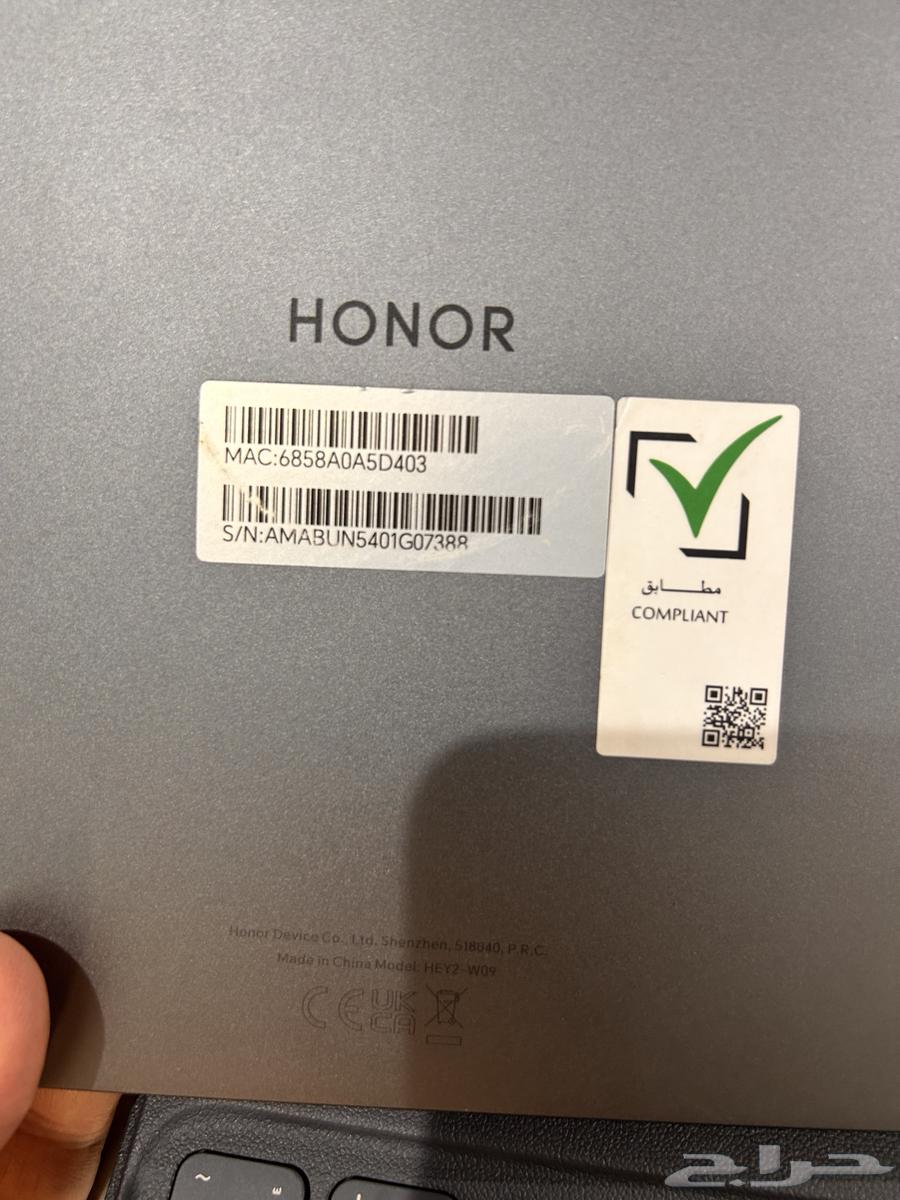 HONOR
MAC:6858A0A5D403
S/N:AMABUN5401G07388
مطـــــابق
COMPLIANT
Honor Device Co., Ltd. Shenzhen, 518040, P.R.C.
Made in China Model: HEY2-W09
CE UK CA
~
حراج